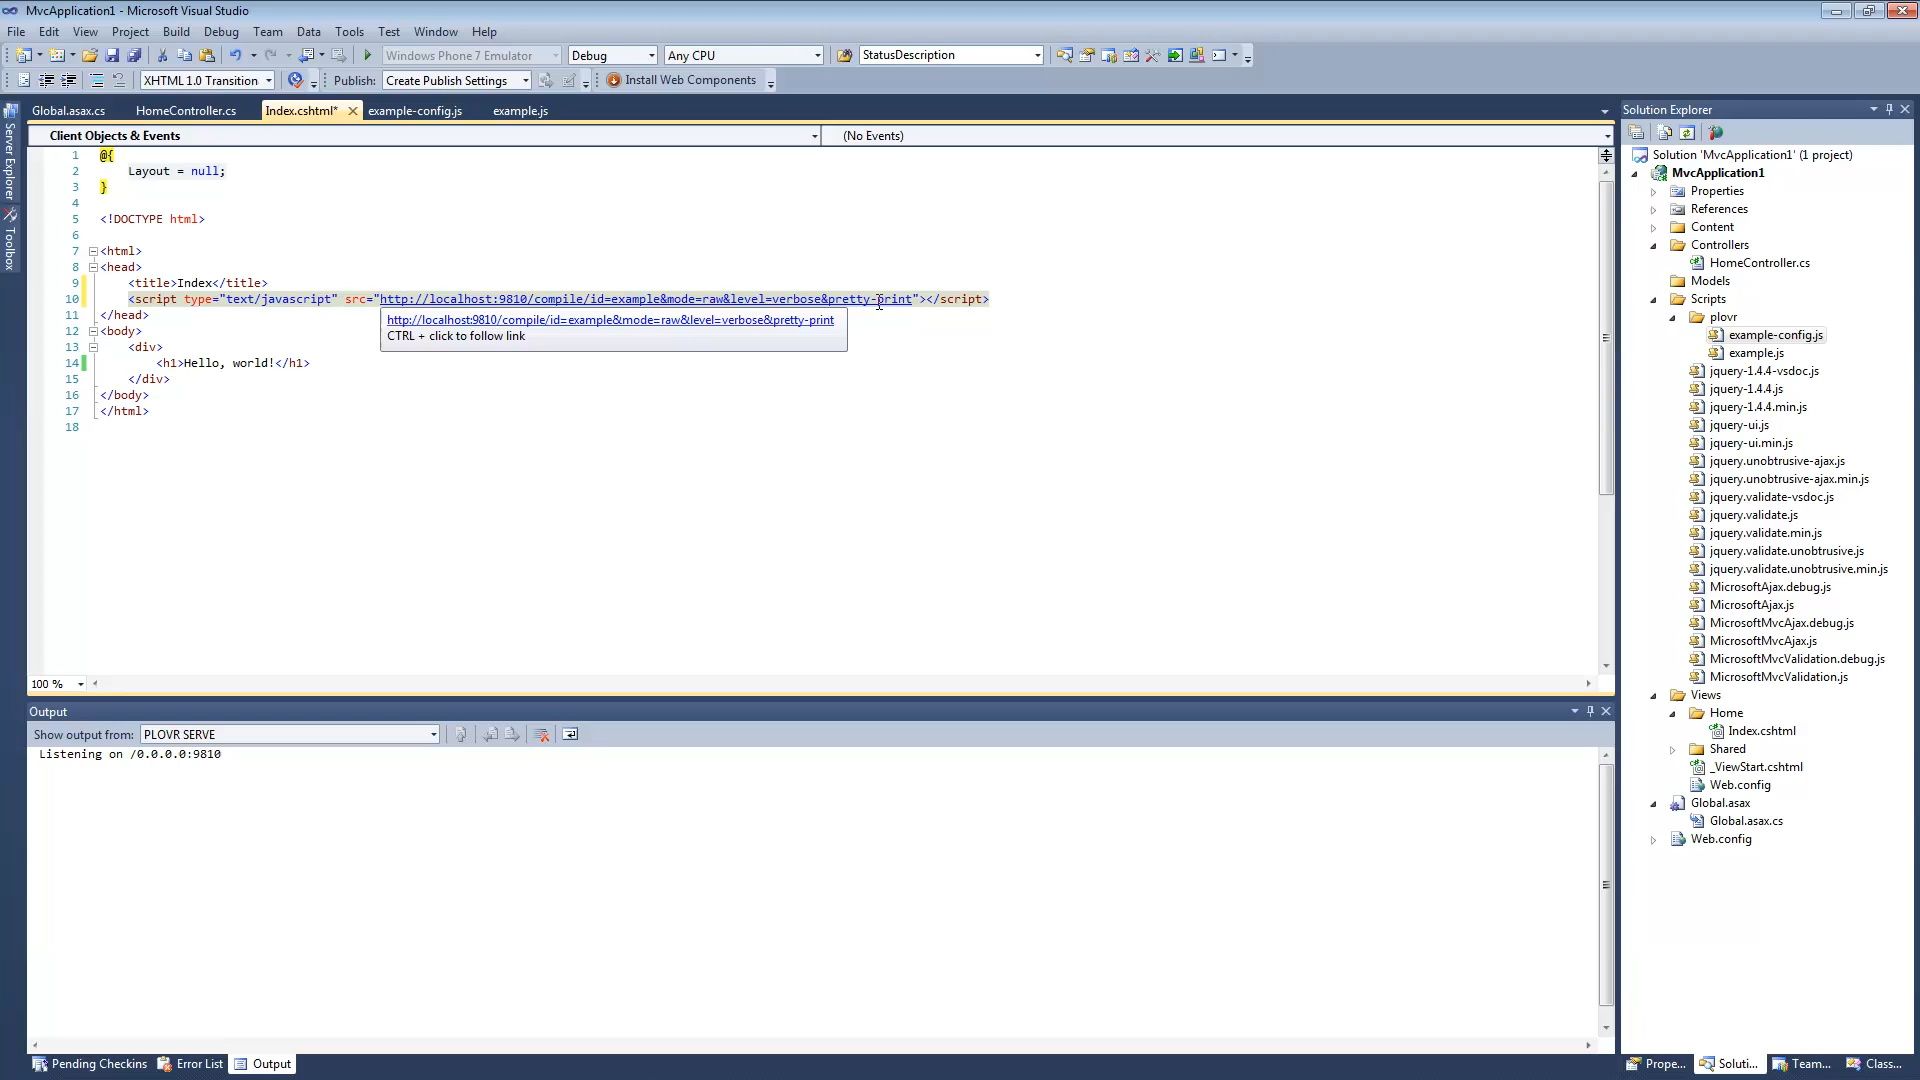 MvcApplication1 - Microsoft Visual Studio
File Edit View Project Build Debug Team Data Tools Test Window Help
Windows Phone 7 Emulator Debug Any CPU StatusDescription
XHTML 1.0 Transition Publish: Create Publish Settings Install Web Components
Server Explorer
Toolbox
Global.asax.cs HomeController.cs Index.cshtml* example-config.js example.js
Client Objects & Events (No Events)
1 @{
2 Layout = null;
3 }
4
5 <!DOCTYPE html>
6
7 <html>
8 <head>
9 <title>Index</title>
10 <script type="text/javascript" src="http://localhost:9810/compile/id=example&mode=raw&level=verbose&pretty-print"></script>
11 </head>
http://localhost:9810/compile/id=example&mode=raw&level=verbose&pretty-print
CTRL + click to follow link
12 <body>
13 <div>
14 <h1>Hello, world!</h1>
15 </div>
16 </body>
17 </html>
18
100 %
Output
Show output from: PLOVR SERVE
Listening on /0.0.0.0:9810
Pending Checkins Error List Output
Solution Explorer
Solution 'MvcApplication1' (1 project)
MvcApplication1
Properties
References
Content
Controllers
HomeController.cs
Models
Scripts
plovr
example-config.js
example.js
jquery-1.4.4-vsdoc.js
jquery-1.4.4.js
jquery-1.4.4.min.js
jquery-ui.js
jquery-ui.min.js
jquery.unobtrusive-ajax.js
jquery.unobtrusive-ajax.min.js
jquery.validate-vsdoc.js
jquery.validate.js
jquery.validate.min.js
jquery.validate.unobtrusive.js
jquery.validate.unobtrusive.min.js
MicrosoftAjax.debug.js
MicrosoftAjax.js
MicrosoftMvcAjax.debug.js
MicrosoftMvcAjax.js
MicrosoftMvcValidation.debug.js
MicrosoftMvcValidation.js
Views
Home
Index.cshtml
Shared
_ViewStart.cshtml
Web.config
Global.asax
Global.asax.cs
Web.config
Prope... Soluti... Team... Class...